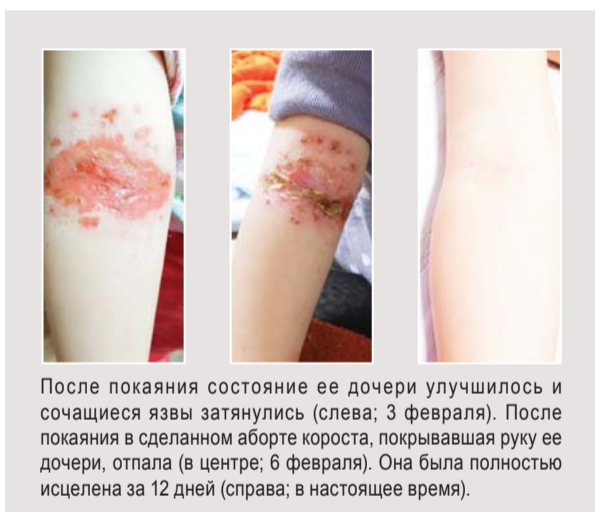 После покаяния состояние ее дочери улучшилось и
сочащиеся язвы затянулись (слева; 3 февраля). После
покаяния в сделанном аборте короста, покрывавшая руку ее
дочери, отпала (в центре; 6 февраля). Она была полностью
исцелена за 12 дней (справа; в настоящее время).